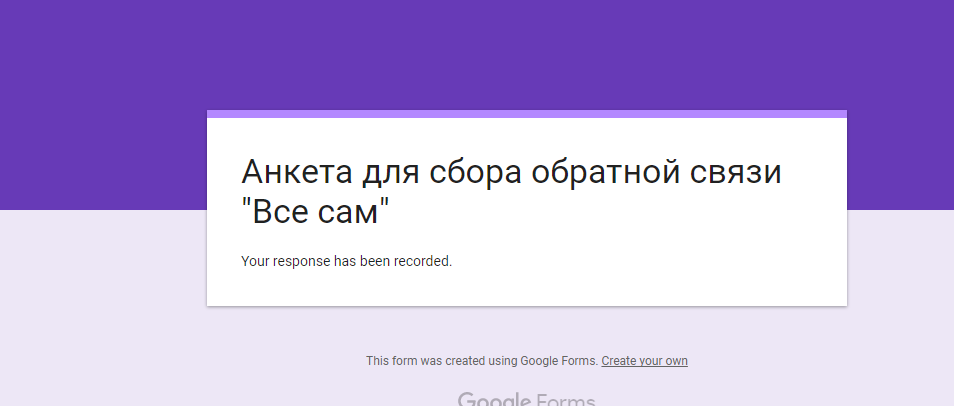 Анкета для сбора обратной связи
"Все сам"
Your response has been recorded.
This form was created using Google Forms. Create your own
Google Forms